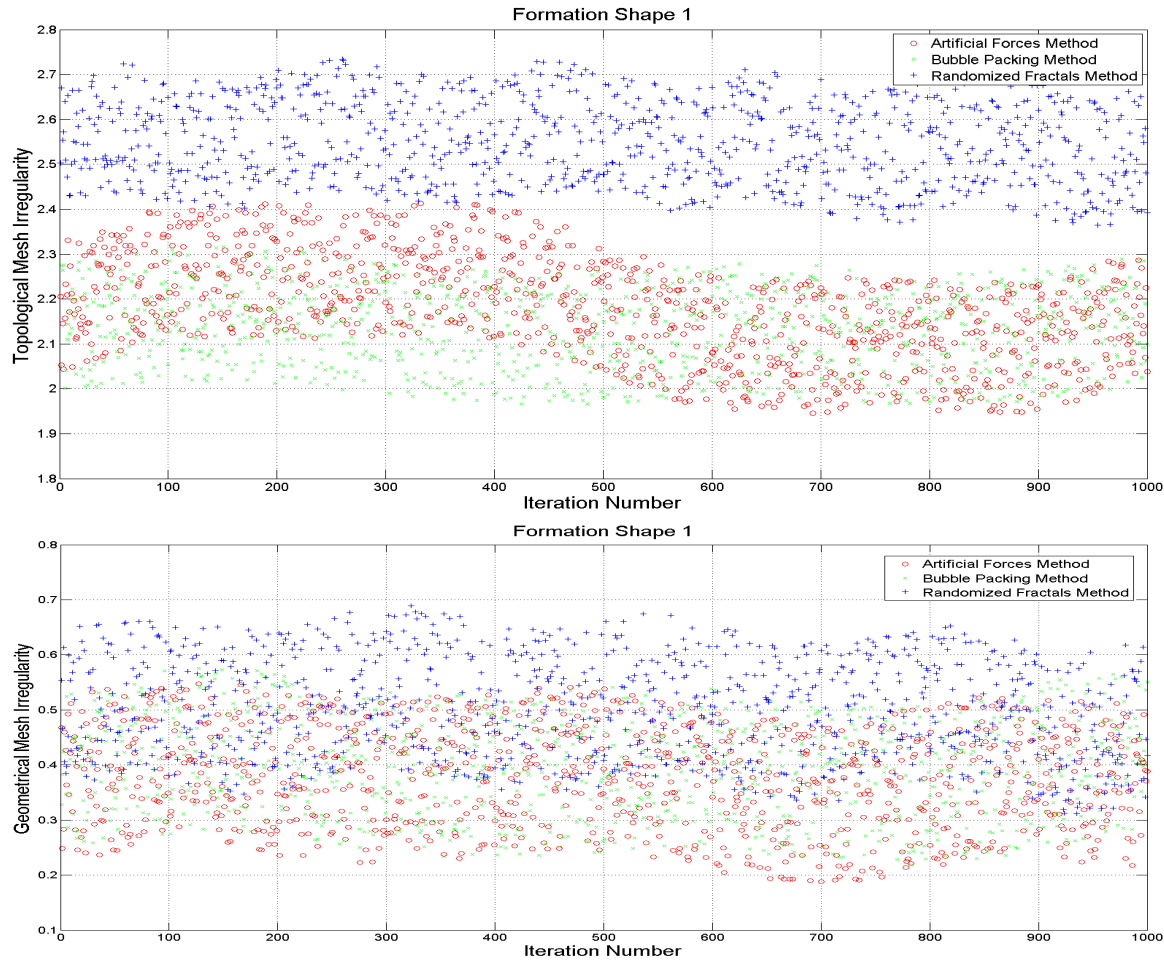 Formation Shape 1
2.8
2.7
2.6
2.5
2.4
2.3
2.2
2.1
2
1.9
1.8
Topological Mesh Irregularity
Artificial Forces Method
Bubble Packing Method
Randomized Fractals Method
0 100 200 300 400 500 600 700 800 900 1000
Iteration Number
Formation Shape 1
0.8
0.7
0.6
0.5
0.4
0.3
0.2
0.1
Geometrical Mesh Irregularity
Artificial Forces Method
Bubble Packing Method
Randomized Fractals Method
0 100 200 300 400 500 600 700 800 900 1000
Iteration Number